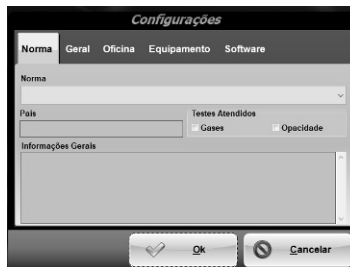 Configurações
Norma Geral Oficina Equipamento Software
Norma
País Testes Atendidos
Gases Opacidade
Informações Gerais
Ok Cancelar